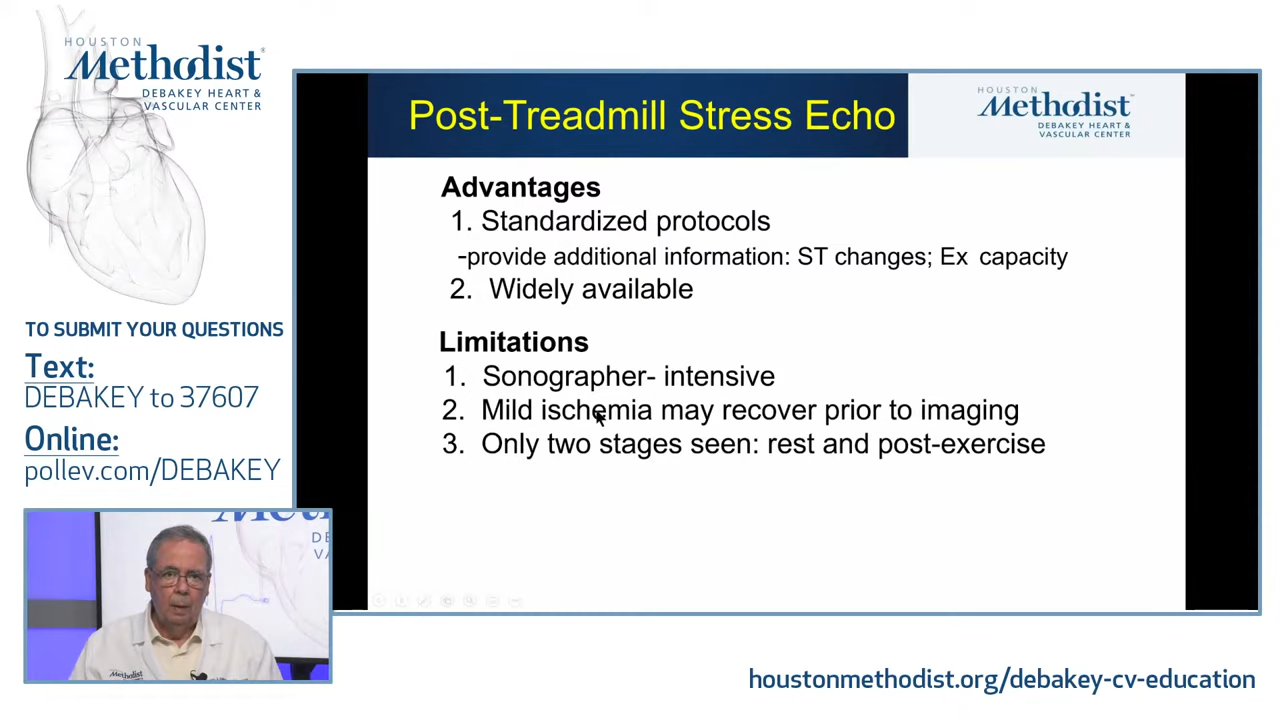 HOUSTON
Methodist®
DEBAKEY HEART &
VASCULAR CENTER
TO SUBMIT YOUR QUESTIONS
Text:
DEBAKEY to 37607
Online:
pollev.com/DEBAKEY
Post-Treadmill Stress Echo
HOUSTON
Methodist
DEBAKEY HEART &
VASCULAR CENTER
Advantages
1. Standardized protocols
-provide additional information: ST changes; Ex capacity
2. Widely available
Limitations
1. Sonographer- intensive
2. Mild ischemia may recover prior to imaging
3. Only two stages seen: rest and post-exercise
Methodist
houstonmethodist.org/debakey-cv-education